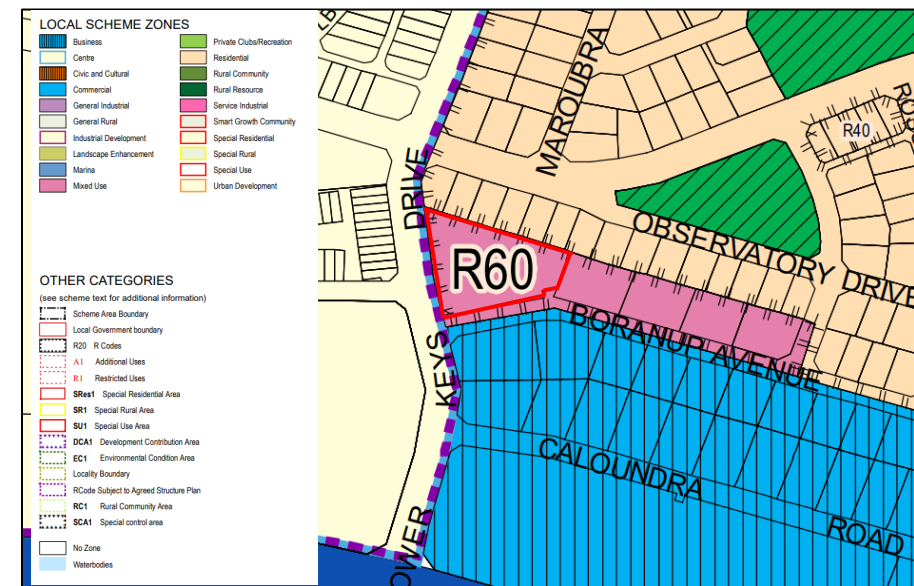 LOCAL SCHEME ZONES
Business
Centre
Civic and Cultural
Commercial
General Industrial
General Rural
Industrial Development
Landscape Enhancement
Marina
Mixed Use
Private Clubs/Recreation
Residential
Rural Community
Rural Resource
Service Industrial
Smart Growth Community
Special Residential
Special Rural
Special Use
Urban Development
OTHER CATEGORIES
(see scheme text for additional information)
Scheme Area Boundary
Local Government boundary
R20 R Codes
A1 Additional Uses
R1 Restricted Uses
SRes1 Special Residential Area
SR1 Special Rural Area
SU1 Special Use Area
DCA1 Development Contribution Area
EC1 Environmental Condition Area
Locality Boundary
RCode Subject to Agreed Structure Plan
RC1 Rural Community Area
SCA1 Special control area
No Zone
Waterbodies
MAROUBRA
R40
DRIVE
OBSERVATORY DRIVE
R60
BORANUP AVENUE
KEYS
CALOUNDRA ROAD